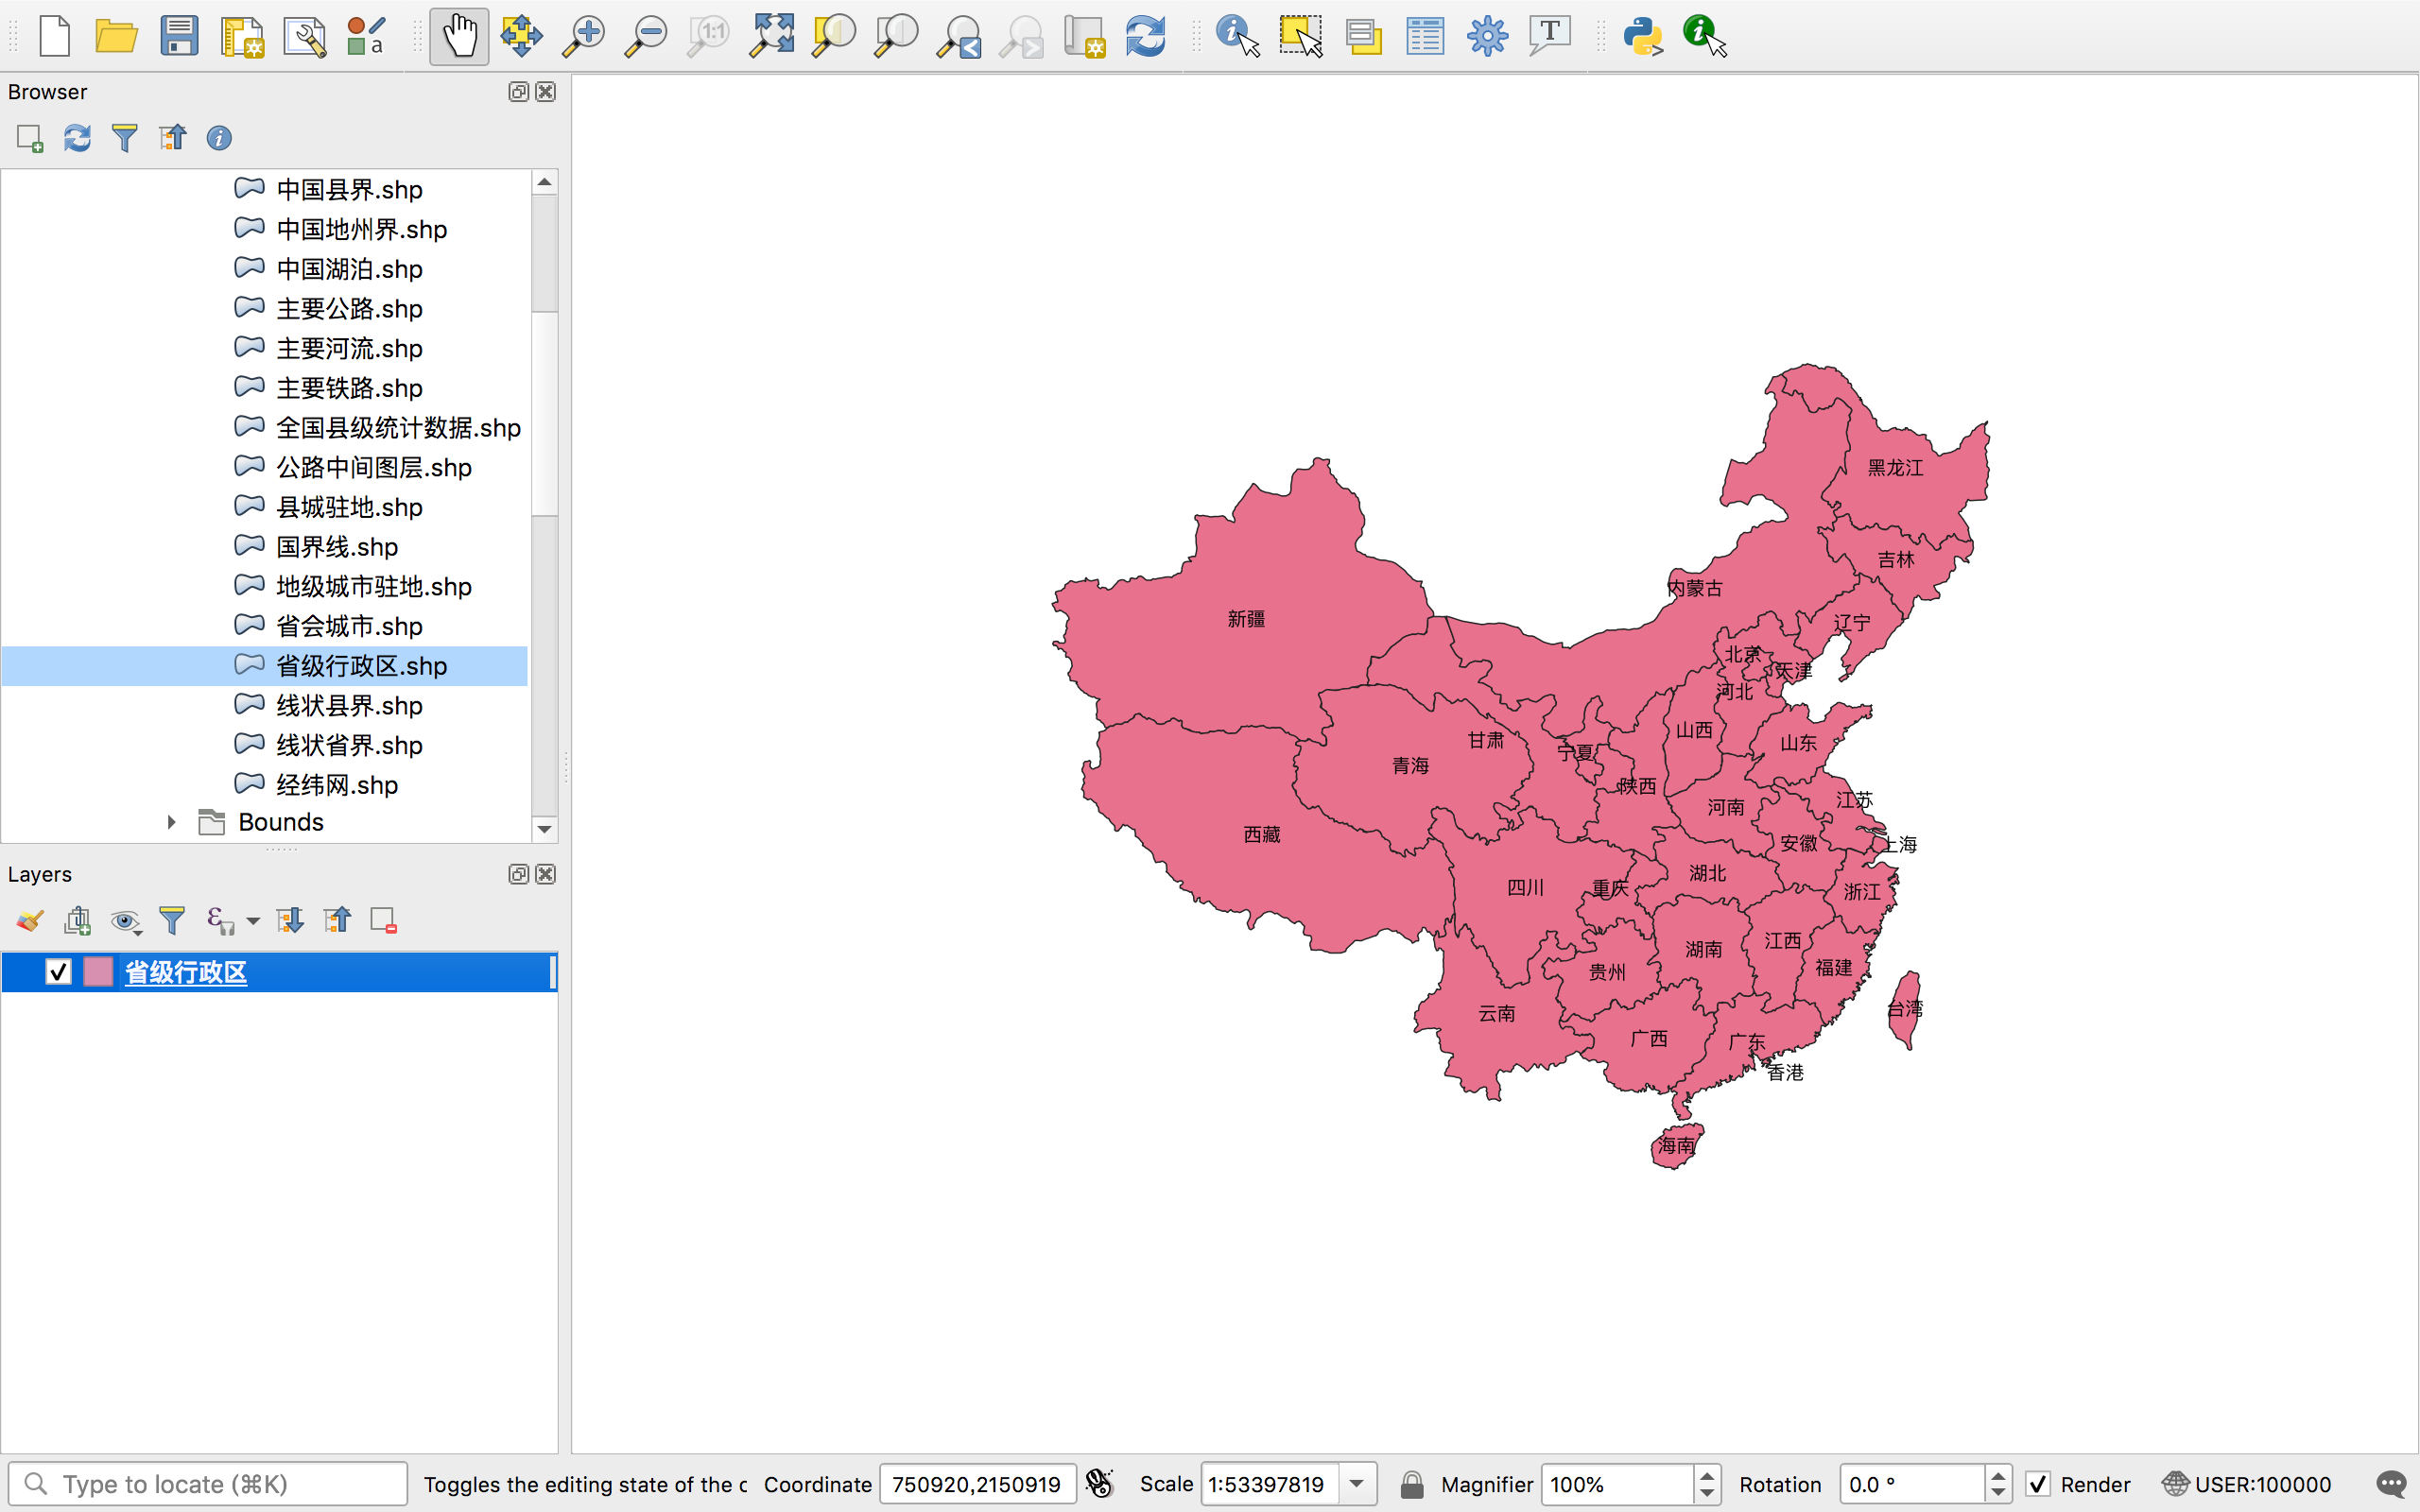 1:1
T
a
Browser
中国县界.shp
中国地州界.shp
中国湖泊.shp
主要公路.shp
主要河流.shp
主要铁路.shp
全国县级统计数据.shp
公路中间图层.shp
县城驻地.shp
国界线.shp
地级城市驻地.shp
省会城市.shp
省级行政区.shp
线状县界.shp
线状省界.shp
经纬网.shp
Bounds
Layers
省级行政区
黑龙江
吉林
内蒙古
新疆
辽宁
北京
天津
河北
山西
甘肃
山东
宁夏
青海
陕西
江苏
河南
西藏
安徽
上海
湖北
四川
重庆
浙江
江西
湖南
福建
贵州
台湾
云南
广西
广东
香港
海南
Type to locate (⌘K)
Toggles the editing state of the c
Coordinate 750920,2150919
Scale 1:53397819
Magnifier 100%
Rotation 0.0 °
Render
USER:100000